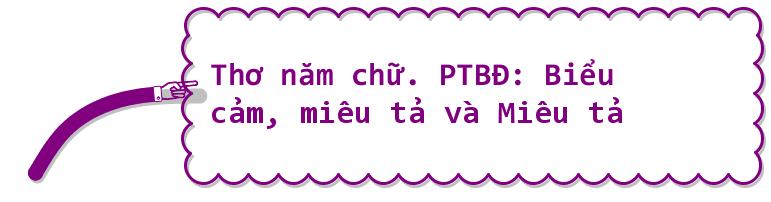 Thơ năm chữ. PTBĐ: Biểu
cảm, miêu tả và Miêu tả